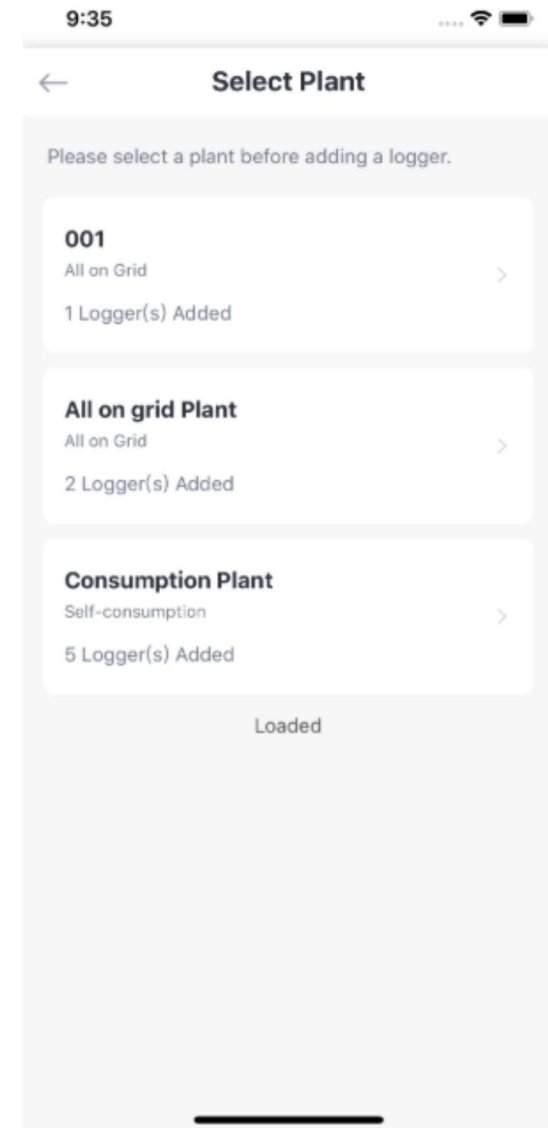 9:35
Select Plant
Please select a plant before adding a logger.
001
All on Grid
1 Logger(s) Added
All on grid Plant
All on Grid
2 Logger(s) Added
Consumption Plant
Self-consumption
5 Logger(s) Added
Loaded